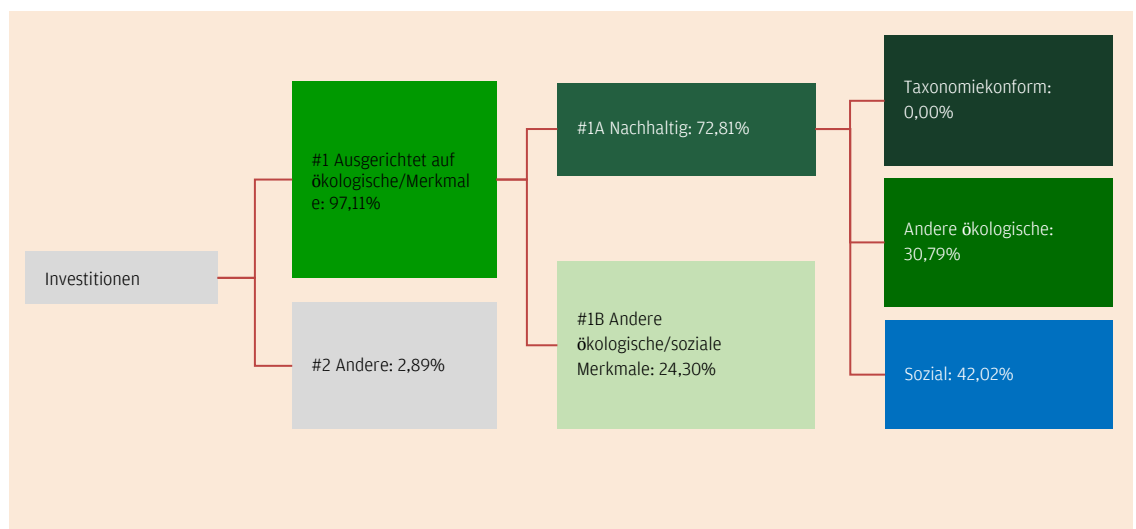 Investitionen
#1 Ausgerichtet auf
ökologische/Merkmal
e: 97,11%
#2 Andere: 2,89%
#1A Nachhaltig: 72,81%
#1B Andere
ökologische/soziale
Merkmale: 24,30%
Taxonomiekonform:
0,00%
Andere ökologische:
30,79%
Sozial: 42,02%